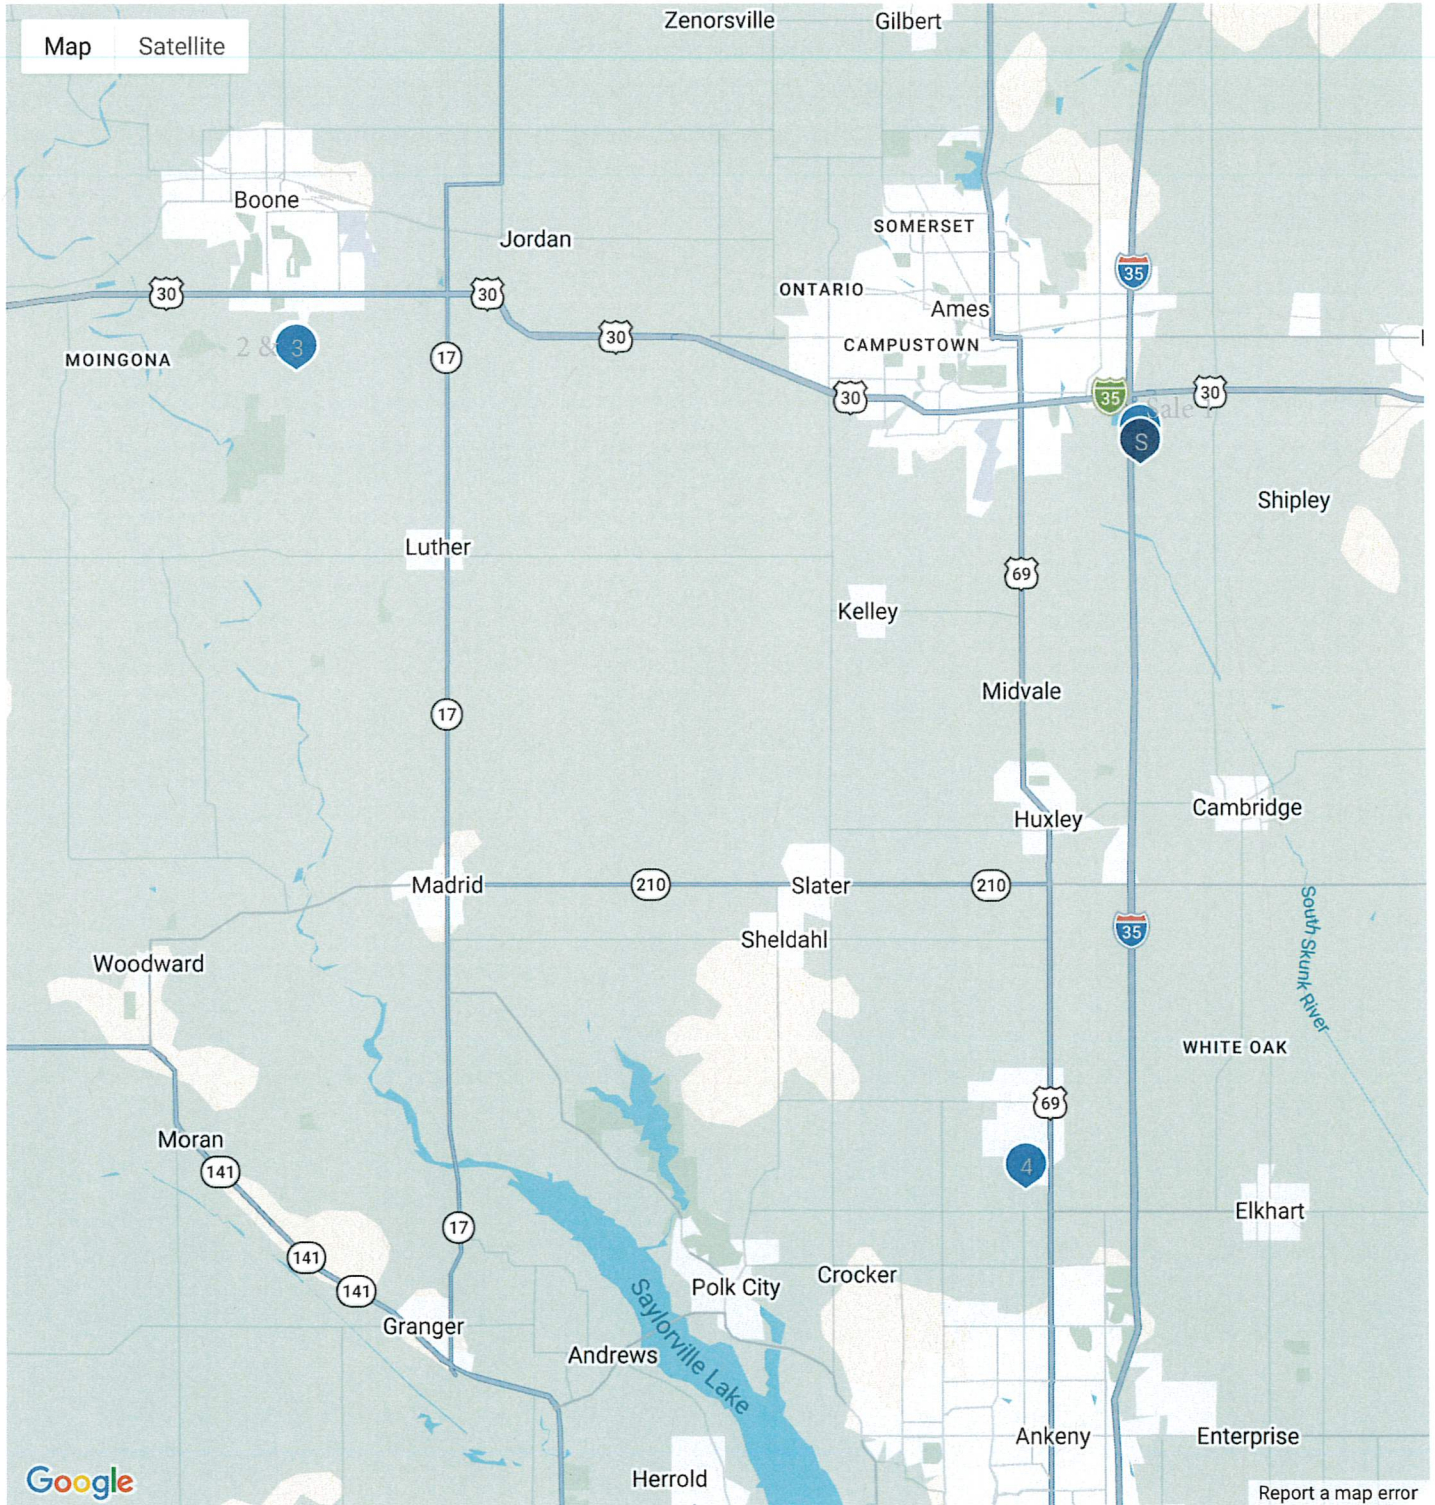 Zenorsville
Gilbert
Map
Satellite
Boone
SOMERSET
Jordan
35
ONTARIO
30
30
Ames
30
CAMPUSTOWN
2 & 3
MOINGONA
17
35
30
30
Sale 1
S
Shipley
Luther
69
Kelley
Midvale
17
Cambridge
Huxley
Madrid
210
Slater
210
35
Sheldahl
South Skunk River
Woodward
WHITE OAK
69
Moran
4
141
Elkhart
17
141
Crocker
Polk City
141
Saylorville Lake
Granger
Andrews
Ankeny
Enterprise
Herrold
Google
Report a map error